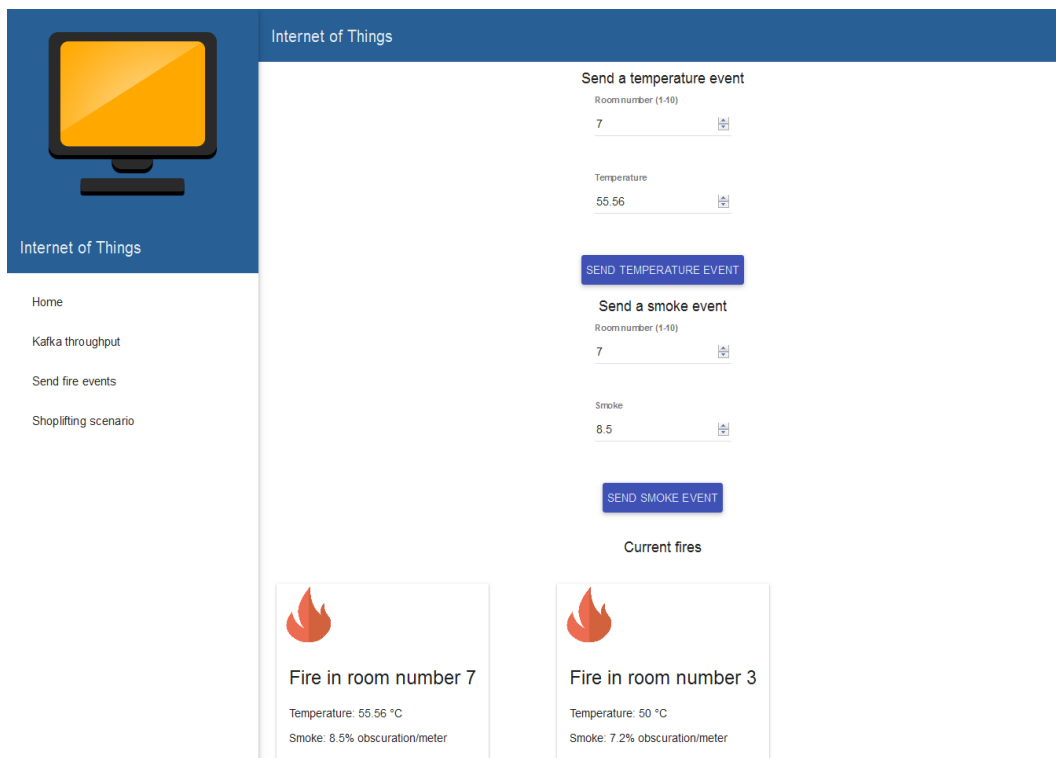 Internet of Things
Internet of Things
Home
Kafka throughput
Send fire events
Shoplifting scenario
Send a temperature event
Room number (1-10)
7
Temperature
55.56
SEND TEMPERATURE EVENT
Send a smoke event
Room number (1-10)
7
Smoke
8.5
SEND SMOKE EVENT
Current fires
Fire in room number 7
Temperature: 55.56 °C
Smoke: 8.5% obscuration/meter
Fire in room number 3
Temperature: 50 °C
Smoke: 7.2% obscuration/meter